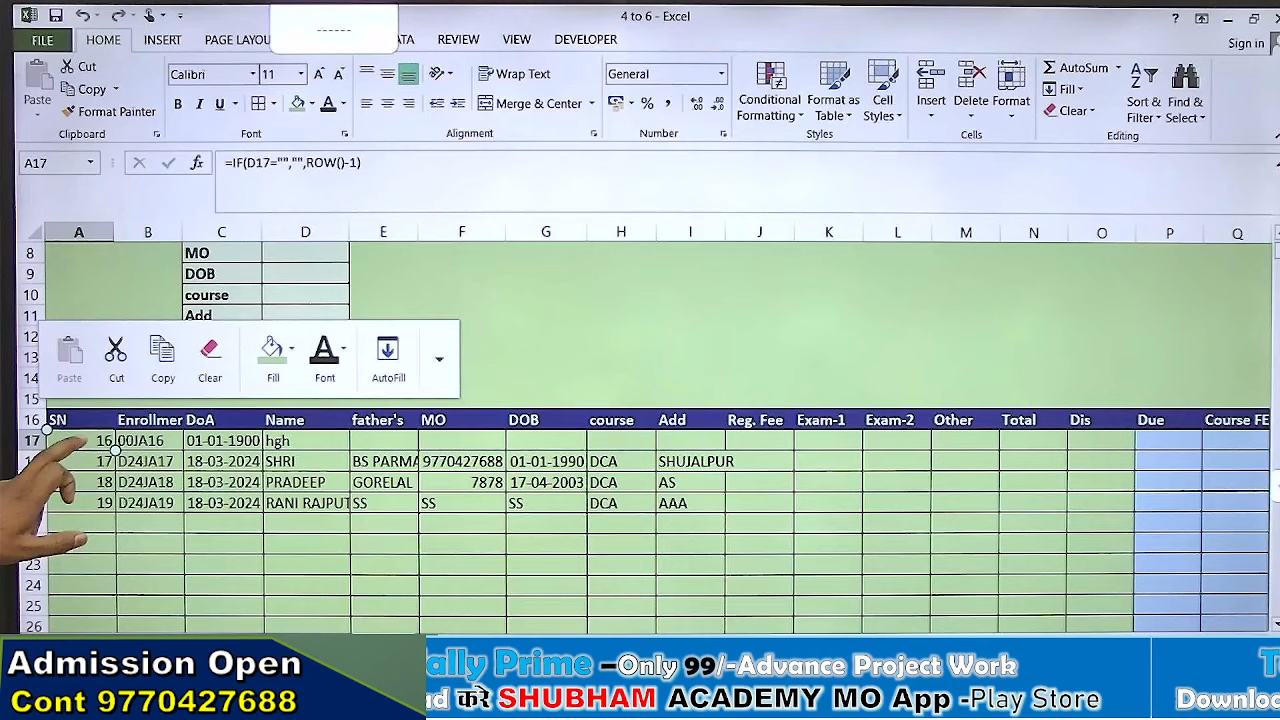 4 to 6 - Excel
? Sign in
FILE HOME INSERT PAGE LAYOU ------ ATA REVIEW VIEW DEVELOPER
Paste Cut Copy Format Painter Clipboard
Calibri 11 A A B I U A Font
Wrap Text Merge & Center Alignment
General % , Number
Conditional Formatting Format as Table Cell Styles Styles
Insert Delete Format Cells
AutoSum Fill Clear Sort & Filter Find & Select Editing
A17 fx =IF(D17="","",ROW()-1)
A B C D E F G H I J K L M N O P Q
8 MO
9 DOB
10 course
11 Add
12
13
14
Paste Cut Copy Clear Fill Font AutoFill
15
16 SN Enrollmer DoA Name father's MO DOB course Add Reg. Fee Exam-1 Exam-2 Other Total Dis Due Course FE
17 16 00JA16 01-01-1900 hgh
17 D24JA17 18-03-2024 SHRI BS PARMA 9770427688 01-01-1990 DCA SHUJALPUR
18 D24JA18 18-03-2024 PRADEEP GORELAL 7878 17-04-2003 DCA AS
19 D24JA19 18-03-2024 RANI RAJPUT SS SS SS DCA AAA
23
24
25
26
Admission Open
Cont 9770427688
ally Prime –Only 99/-Advance Project Work
d करे SHUBHAM ACADEMY MO App -Play Store
T
Downloa